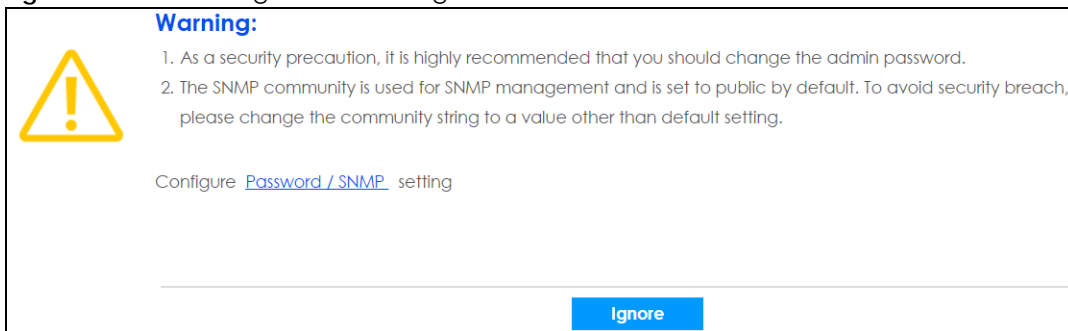 Warning:
1. As a security precaution, it is highly recommended that you should change the admin password.
2. The SNMP community is used for SNMP management and is set to public by default. To avoid security breach,
please change the community string to a value other than default setting.
Configure Password / SNMP setting
Ignore